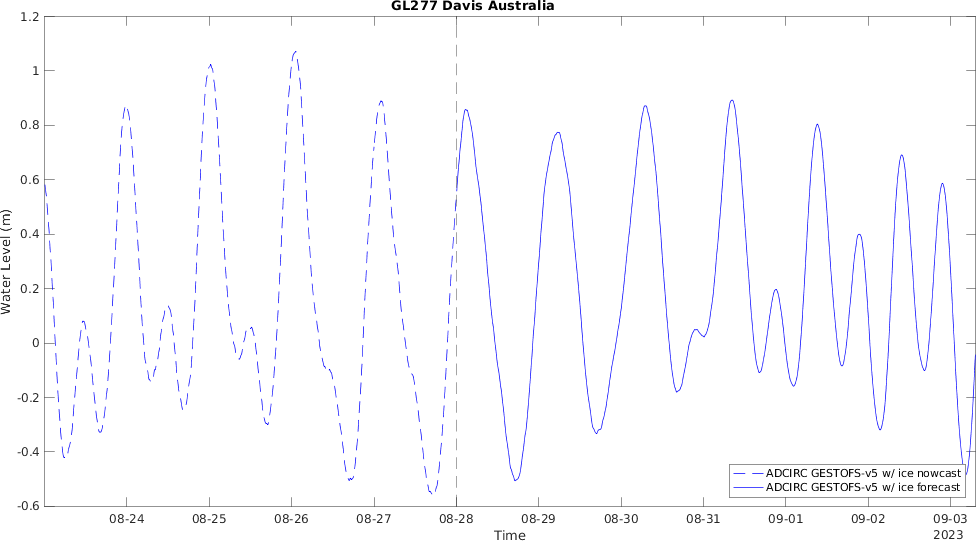 GL277 Davis Australia
1.2
1
0.8
0.6
0.4
0.2
0
-0.2
-0.4
-0.6
Water Level (m)
ADCIRC GESTOFS-v5 w/ ice nowcast
ADCIRC GESTOFS-v5 w/ ice forecast
08-24 08-25 08-26 08-27 08-28 08-29 08-30 08-31 09-01 09-02 09-03
2023
Time